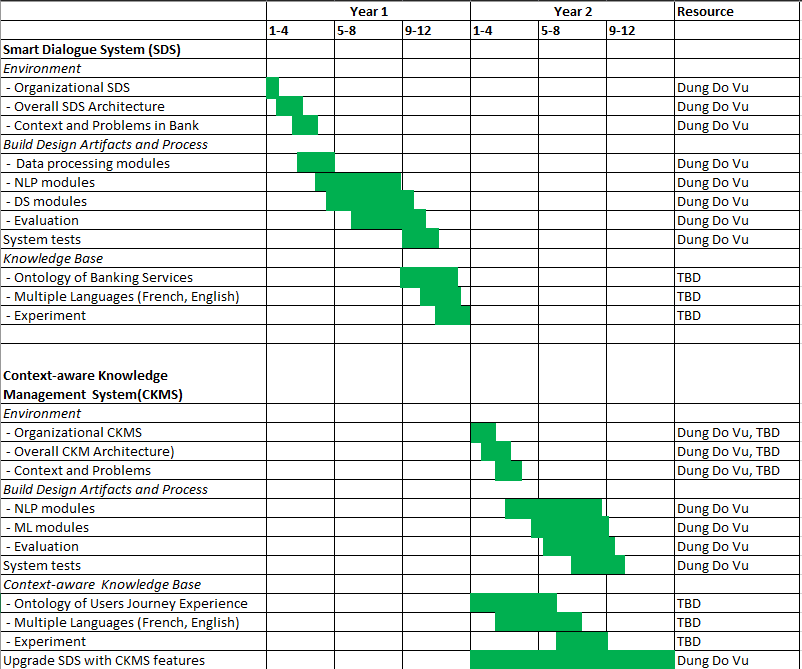 Year 1 Year 2 Resource
1-4 5-8 9-12 1-4 5-8 9-12
Smart Dialogue System (SDS)
Environment
- Organizational SDS Dung Do Vu
- Overall SDS Architecture Dung Do Vu
- Context and Problems in Bank Dung Do Vu
Build Design Artifacts and Process
- Data processing modules Dung Do Vu
- NLP modules Dung Do Vu
- DS modules Dung Do Vu
- Evaluation Dung Do Vu
System tests Dung Do Vu
Knowledge Base
- Ontology of Banking Services TBD
- Multiple Languages (French, English) TBD
- Experiment TBD
Context-aware Knowledge
Management System(CKMS)
Environment
- Organizational CKMS Dung Do Vu, TBD
- Overall CKM Architecture) Dung Do Vu, TBD
- Context and Problems Dung Do Vu, TBD
Build Design Artifacts and Process
- NLP modules Dung Do Vu
- ML modules Dung Do Vu
- Evaluation Dung Do Vu
System tests Dung Do Vu
Context-aware Knowledge Base
- Ontology of Users Journey Experience TBD
- Multiple Languages (French, English) TBD
- Experiment TBD
Upgrade SDS with CKMS features Dung Do Vu